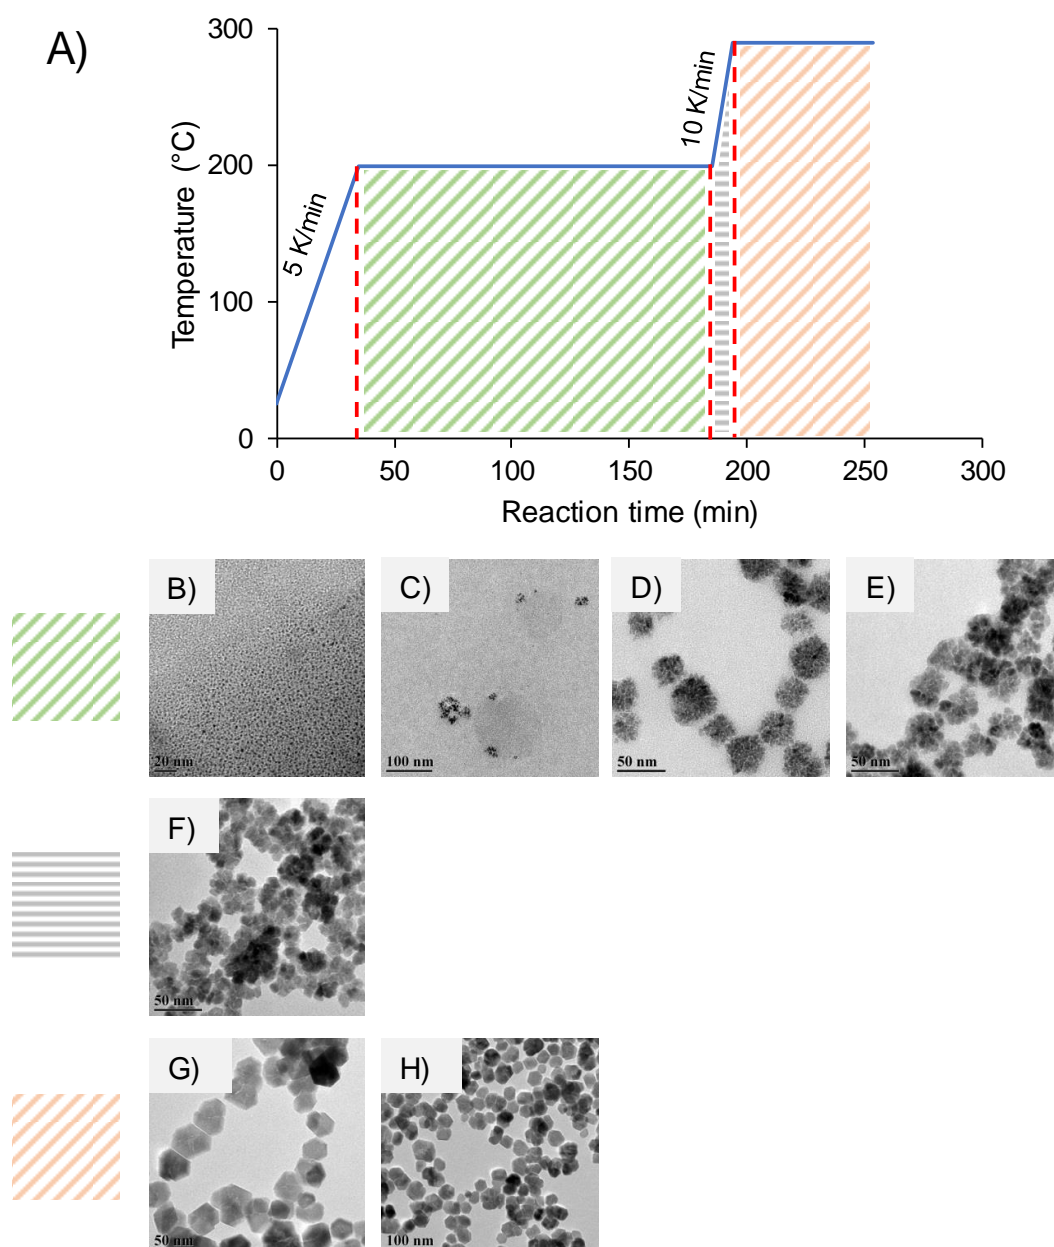 A)
300
200
100
0
Temperature (°C)
5 K/min
10 K/min
0 50 100 150 200 250 300
Reaction time (min)
B) C) D) E)
20 nm 100 nm 50 nm 50 nm
F)
50 nm
G) H)
50 nm 100 nm